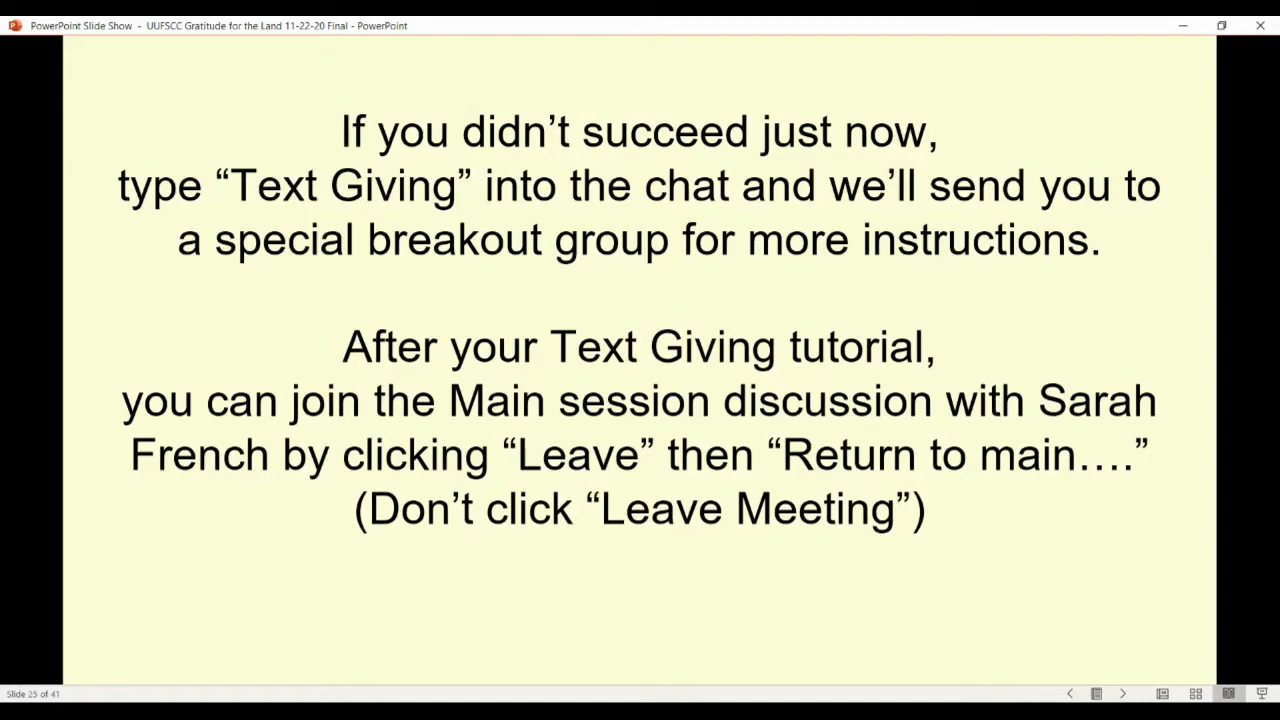 PowerPoint Slide Show - UUFSCC Gratitude for the Land 11-22-20 Final - PowerPoint
If you didn’t succeed just now,
type “Text Giving” into the chat and we’ll send you to
a special breakout group for more instructions.
After your Text Giving tutorial,
you can join the Main session discussion with Sarah
French by clicking “Leave” then “Return to main….”
(Don’t click “Leave Meeting”)
Slide 25 of 41